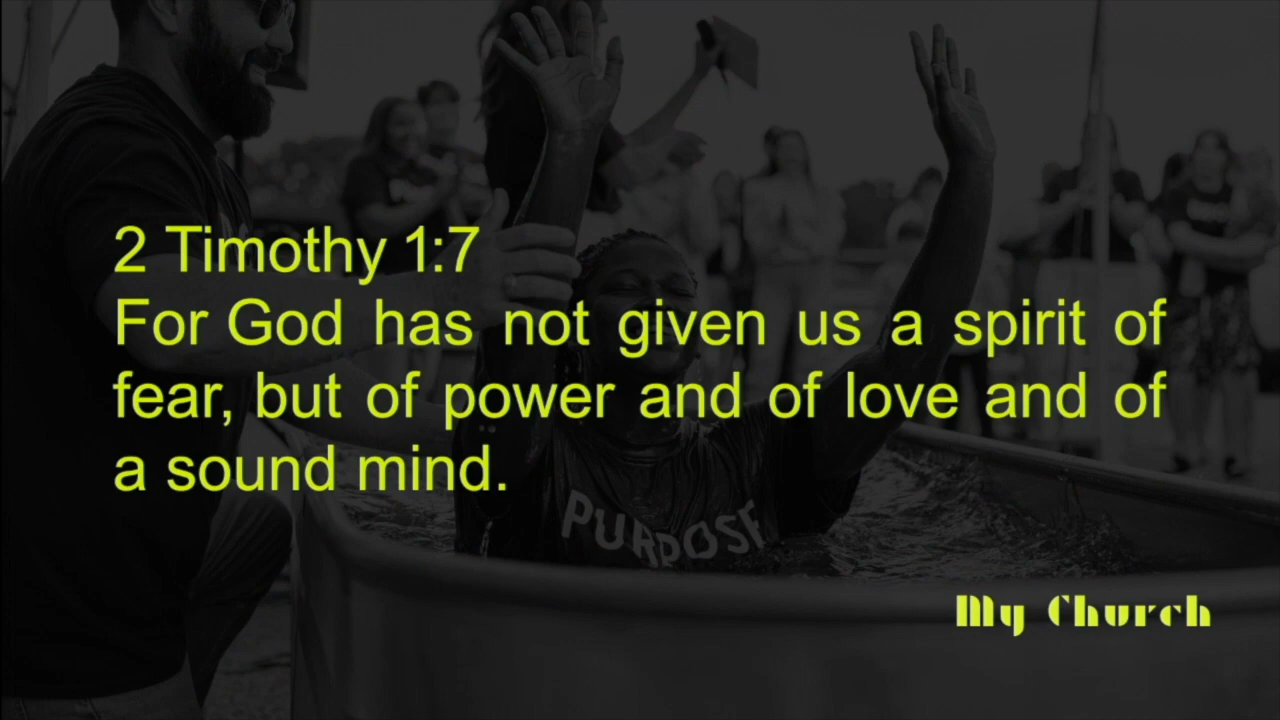 2 Timothy 1:7
For God has not given us a spirit of
fear, but of power and of love and of
a sound mind.
PURPOSE
My Church